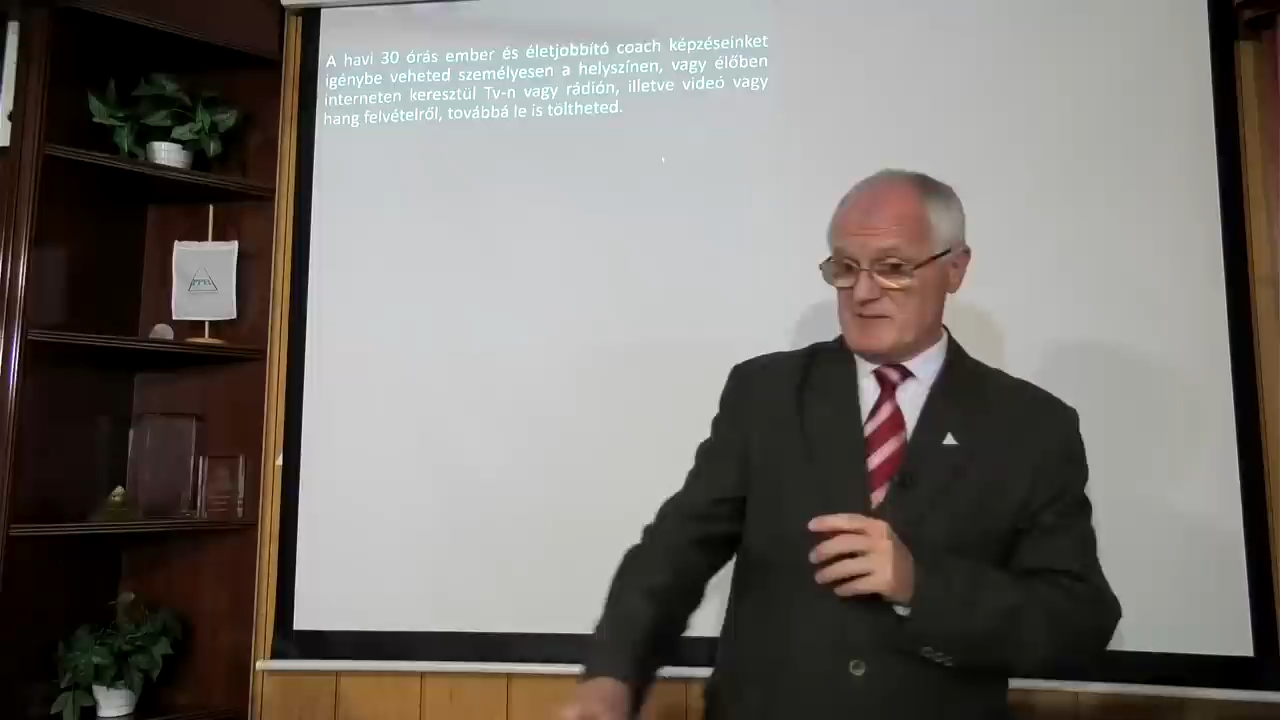 A havi 30 órás ember és életjobbító coach képzéseinket
igénybe veheted személyesen a helyszínen, vagy élőben
interneten keresztül Tv-n vagy rádión, illetve videó vagy
hang felvételről, továbbá le is töltheted.